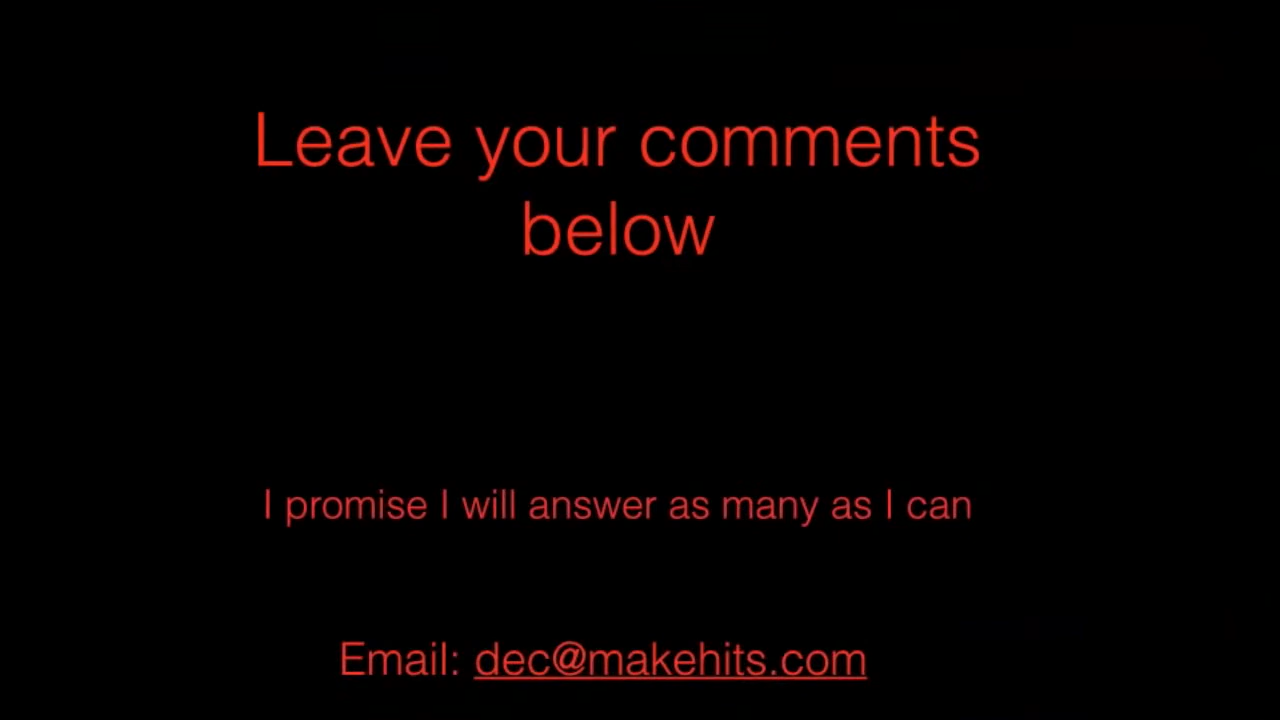 Leave your comments
below
I promise I will answer as many as I can
Email: dec@makehits.com